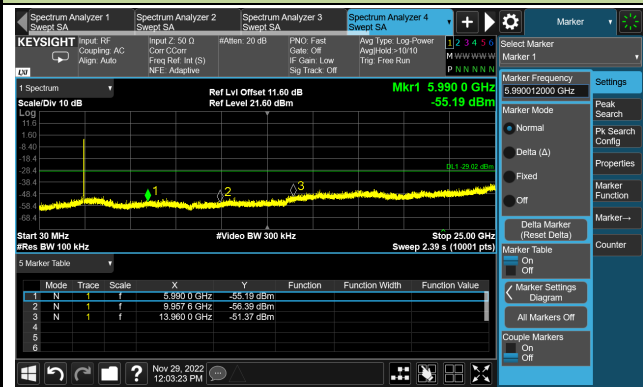 Spectrum Analyzer 1 Swept SA
Spectrum Analyzer 2 Swept SA
Spectrum Analyzer 3 Swept SA
Spectrum Analyzer 4 Swept SA
Marker
KEYSIGHT
LXI
Input: RF
Coupling: AC
Align: Auto
Input Z: 50 Ω
Corr CCorr
Freq Ref: Int (S)
NFE: Adaptive
#Atten: 20 dB
PNO: Fast
Gate: Off
IF Gain: Low
Sig Track: Off
Avg Type: Log-Power
Avg|Hold:>10/10
Trig: Free Run
1 2 3 4 5 6
M W W W W W
P N N N N N
1 Spectrum
Scale/Div 10 dB
Ref Lvl Offset 11.60 dB
Ref Level 21.60 dBm
Mkr1 5.990 0 GHz
-55.19 dBm
Log
11.6
1.60
-8.40
-18.4
-28.4
-38.4
-48.4
-58.4
-68.4
DL1 -29.02 dBm
1
2
3
Start 30 MHz
#Res BW 100 kHz
#Video BW 300 kHz
Stop 25.00 GHz
Sweep 2.39 s (10001 pts)
5 Marker Table
Mode Trace Scale X Y Function Function Width Function Value
1 N 1 f 5.990 0 GHz -55.19 dBm
2 N 1 f 9.957 6 GHz -56.39 dBm
3 N 1 f 13.960 0 GHz -51.37 dBm
4
5
6
Nov 29, 2022
12:03:23 PM
Select Marker
Marker 1
Marker Frequency
5.990012000 GHz
Marker Mode
Normal
Delta (Δ)
Fixed
Off
Delta Marker
(Reset Delta)
Marker Table
On
Off
Marker Settings
Diagram
All Markers Off
Couple Markers
On
Off
Settings
Peak
Search
Pk Search
Config
Properties
Marker
Function
Marker→
Counter